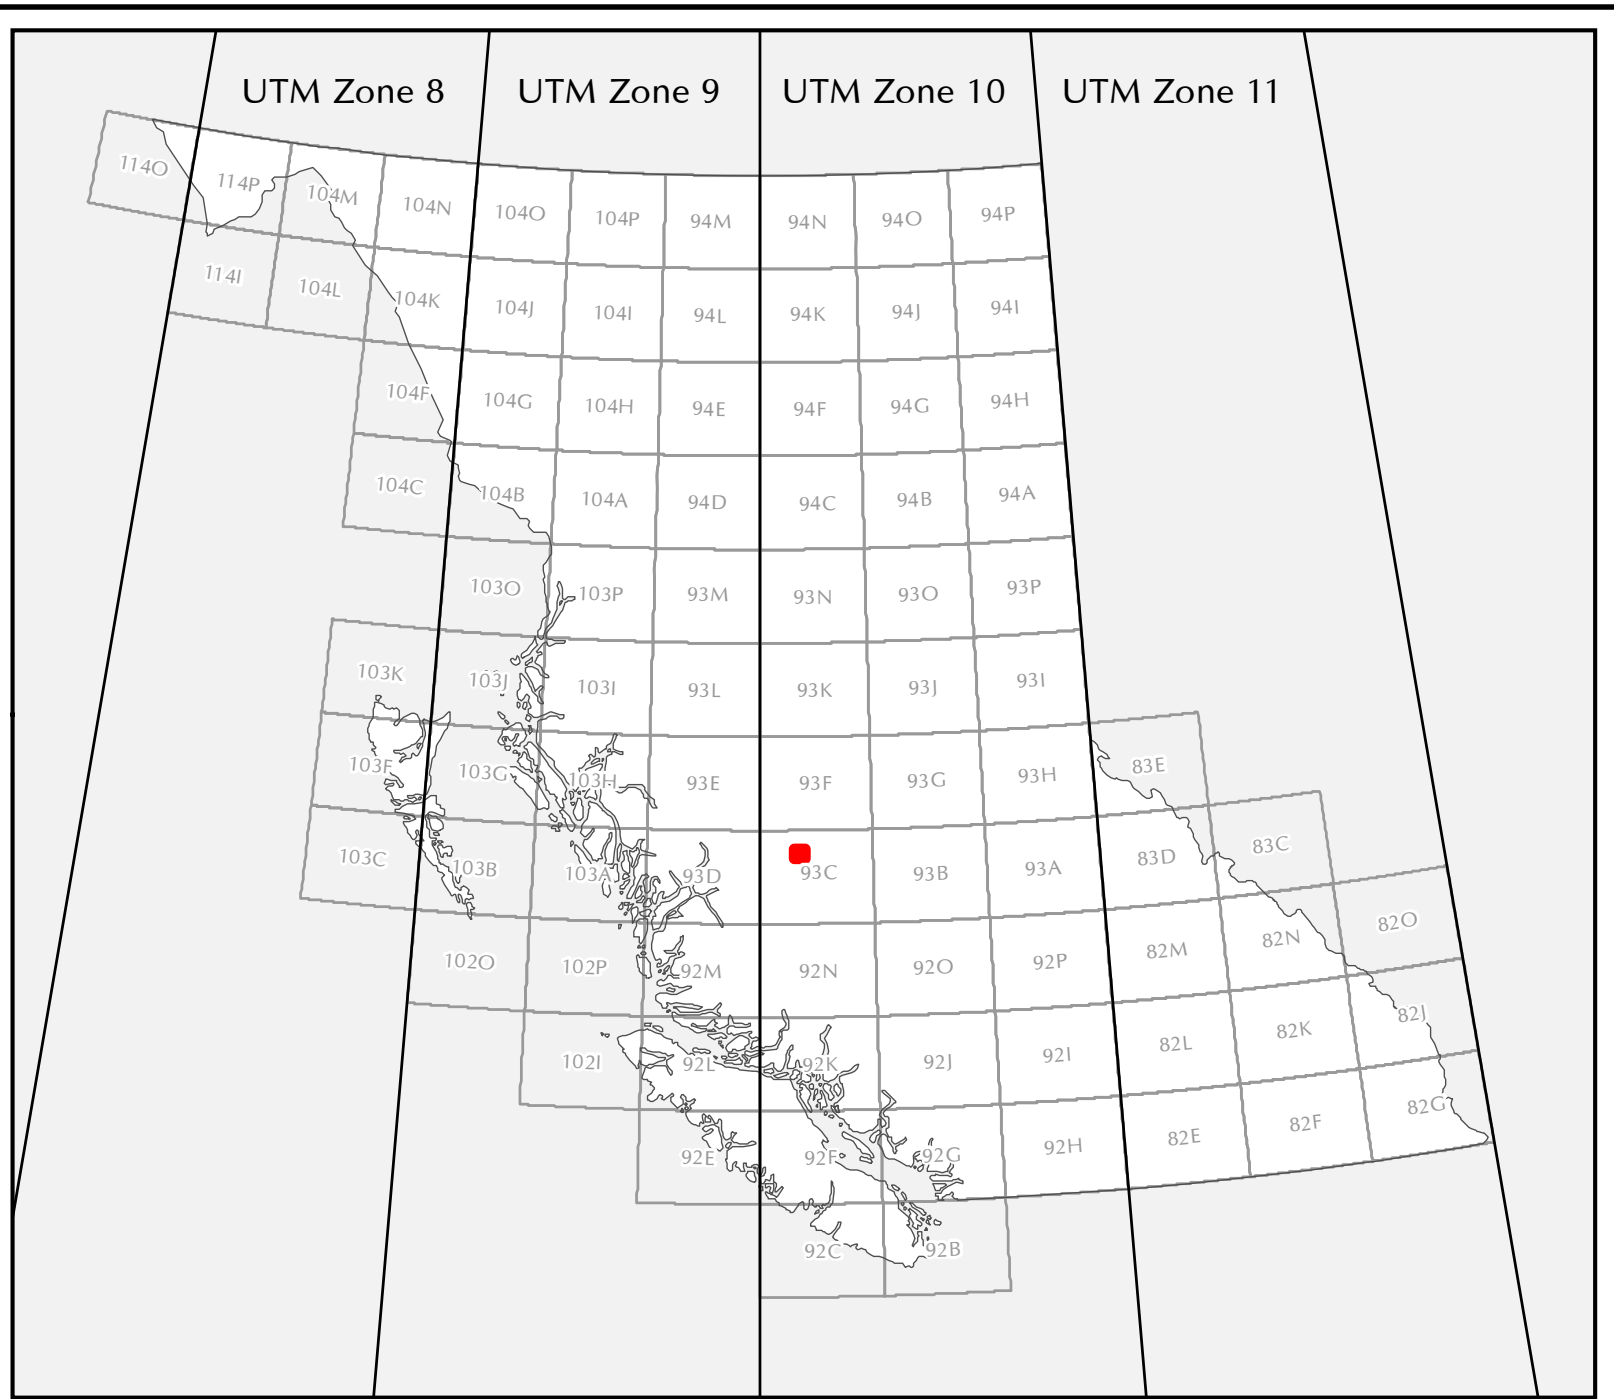 UTM Zone 8 UTM Zone 9 UTM Zone 10 UTM Zone 11
114O 114P 104M 104N 104O 104P 94M 94N 94O 94P
114I 104L 104K 104J 104I 94L 94K 94J 94I
104F 104G 104H 94E 94F 94G 94H
104C 104B 104A 94D 94C 94B 94A
103O 103P 93M 93N 93O 93P
103K 103J 103I 93L 93K 93J 93I
103F 103G 103H 93E 93F 93G 93H 83E
103C 103B 103A 93D 93C 93B 93A 83D 83C
102O 102P 92M 92N 92O 92P 82M 82N 82O
102I 92L 92K 92J 92I 82L 82K 82J
92E 92F 92G 92H 82E 82F 82G
92C 92B